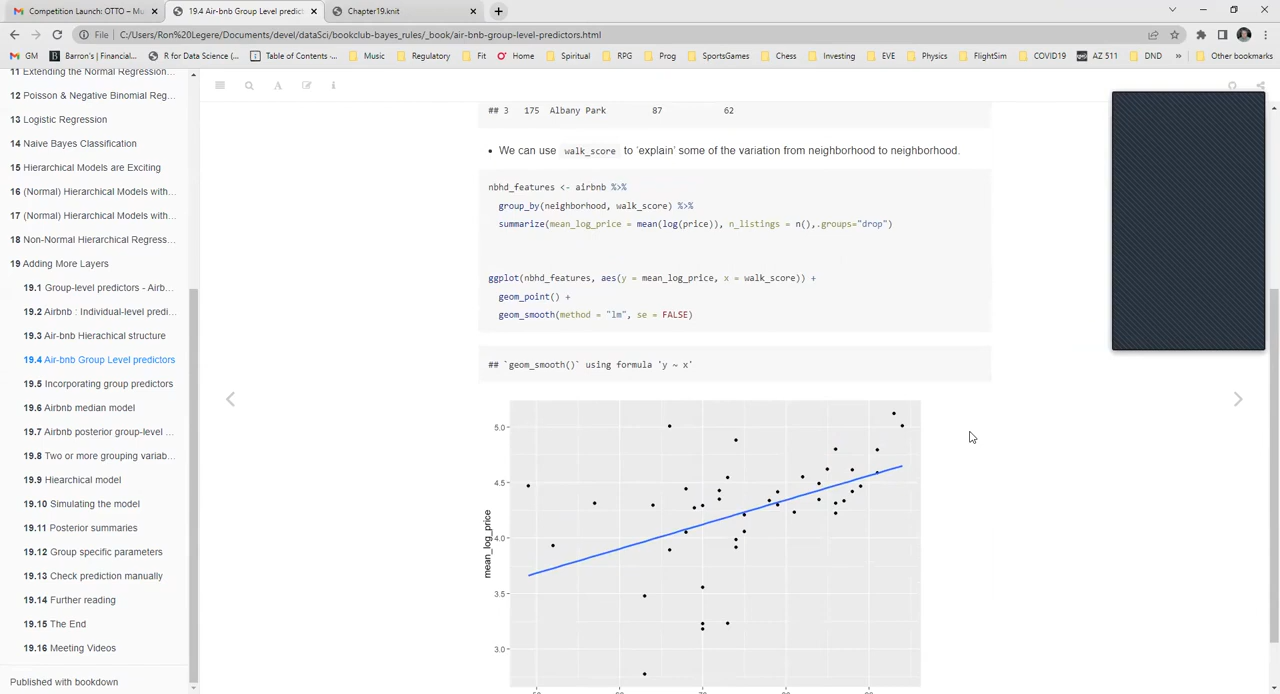 Competition Launch: OTTO – Mu
19.4 Air-bnb Group Level predict
Chapter19.knit
File
C:/Users/Ron%20Legere/Documents/devel/dataSci/bookclub-bayes_rules/_book/air-bnb-group-level-predictors.html
GM
Barron's | Financial...
R for Data Science (...
Table of Contents...
Music
Regulatory
Fit
Home
Spiritual
RPG
Prog
SportsGames
Chess
Investing
EVE
Physics
FlightSim
COVID19
AZ 511
DND
»
Other bookmarks
11 Extending the Normal Regression...
12 Poisson & Negative Binomial Reg...
13 Logistic Regression
14 Naive Bayes Classification
15 Hierarchical Models are Exciting
16 (Normal) Hierarchical Models with...
17 (Normal) Hierarchical Models with...
18 Non-Normal Hierarchical Regress...
19 Adding More Layers
19.1 Group-level predictors - Airb...
19.2 Airbnb : Individual-level predi...
19.3 Air-bnb Hierachical structure
19.4 Air-bnb Group Level predictors
19.5 Incorporating group predictors
19.6 Airbnb median model
19.7 Airbnb posterior group-level ...
19.8 Two or more grouping variab...
19.9 Hiearchical model
19.10 Simulating the model
19.11 Posterior summaries
19.12 Group specific parameters
19.13 Check prediction manually
19.14 Further reading
19.15 The End
19.16 Meeting Videos
Published with bookdown
## 3 175 Albany Park 87 62
• We can use walk_score to 'explain' some of the variation from neighborhood to neighborhood.
nbhd_features <- airbnb %>%
group_by(neighborhood, walk_score) %>%
summarize(mean_log_price = mean(log(price)), n_listings = n(),.groups="drop")
ggplot(nbhd_features, aes(y = mean_log_price, x = walk_score)) +
geom_point() +
geom_smooth(method = "lm", se = FALSE)
## `geom_smooth()` using formula 'y ~ x'
mean_log_price
5.0
4.5
4.0
3.5
3.0